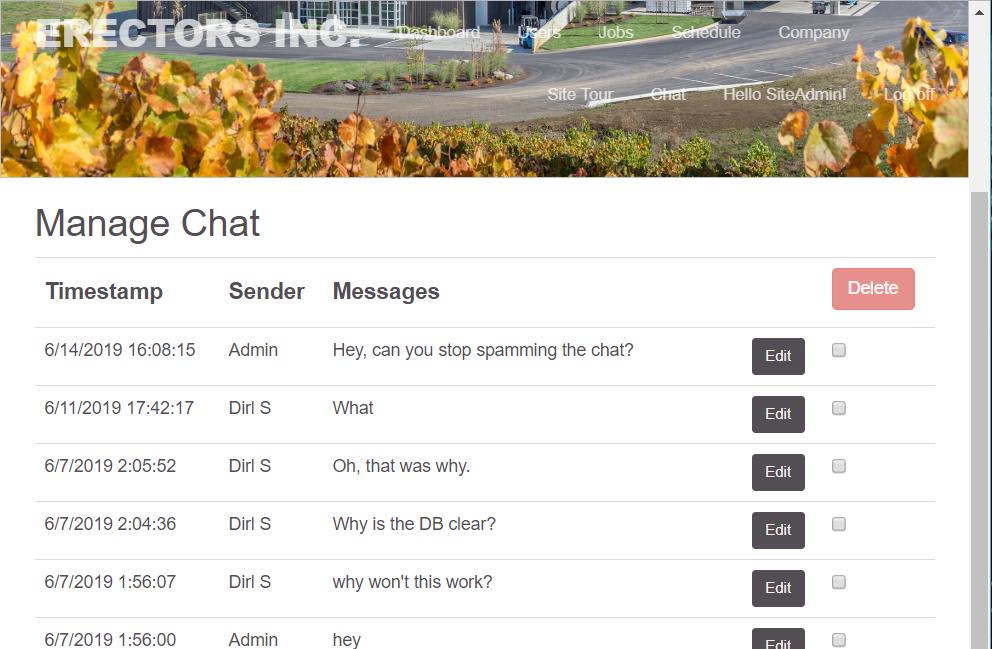 ERECTORS INC.
Dashboard Users Jobs Schedule Company
Site Tour Chat Hello SiteAdmin! Log off
Manage Chat
Timestamp Sender Messages Delete
6/14/2019 16:08:15 Admin Hey, can you stop spamming the chat? Edit
6/11/2019 17:42:17 Dirl S What Edit
6/7/2019 2:05:52 Dirl S Oh, that was why. Edit
6/7/2019 2:04:36 Dirl S Why is the DB clear? Edit
6/7/2019 1:56:07 Dirl S why won't this work? Edit
6/7/2019 1:56:00 Admin hey Edit